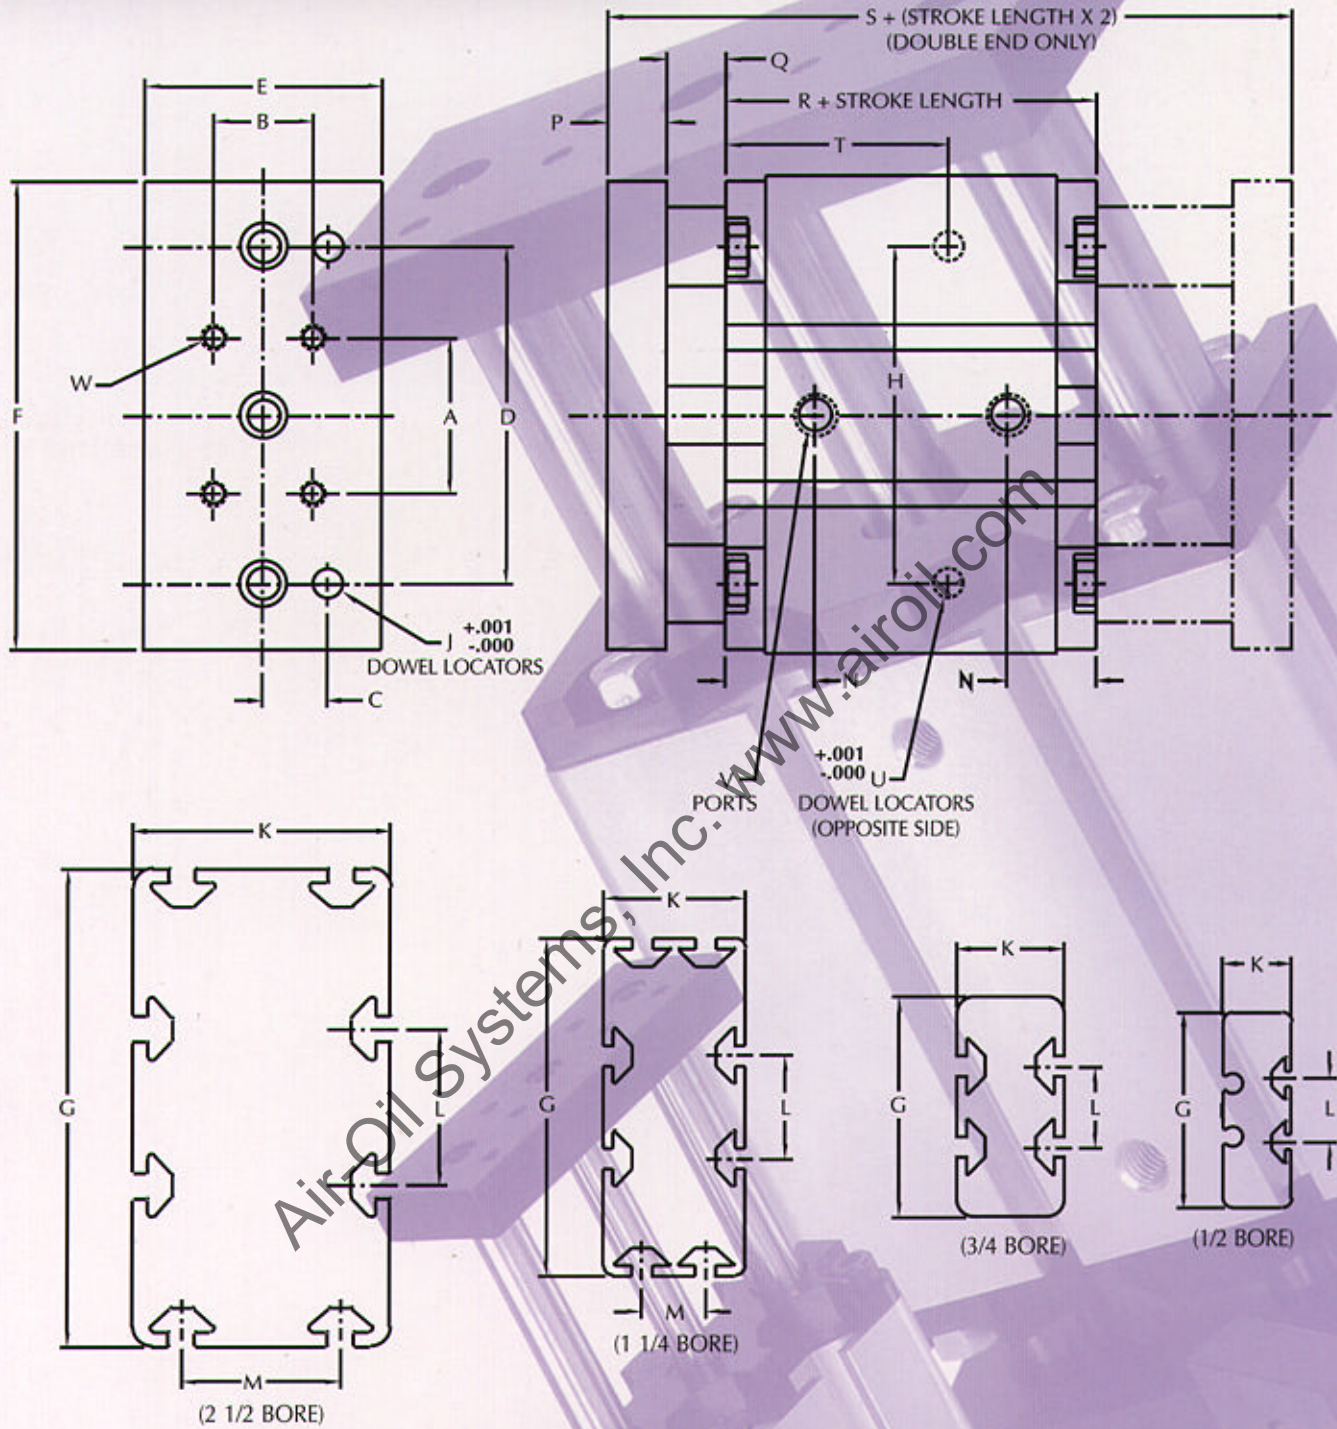 S + (STROKE LENGTH X 2)
(DOUBLE END ONLY)
Q
E
R + STROKE LENGTH
P
B
T
W
F
A
D
H
J +.001
-.000
DOWEL LOCATORS
C
N
N
V
PORTS
+.001
-.000 U
DOWEL LOCATORS
(OPPOSITE SIDE)
Air-Oil Systems, Inc. www.airoil.com
K
G
L
M
(2 1/2 BORE)
K
G
L
M
(1 1/4 BORE)
K
G
L
(3/4 BORE)
K
G
L
(1/2 BORE)